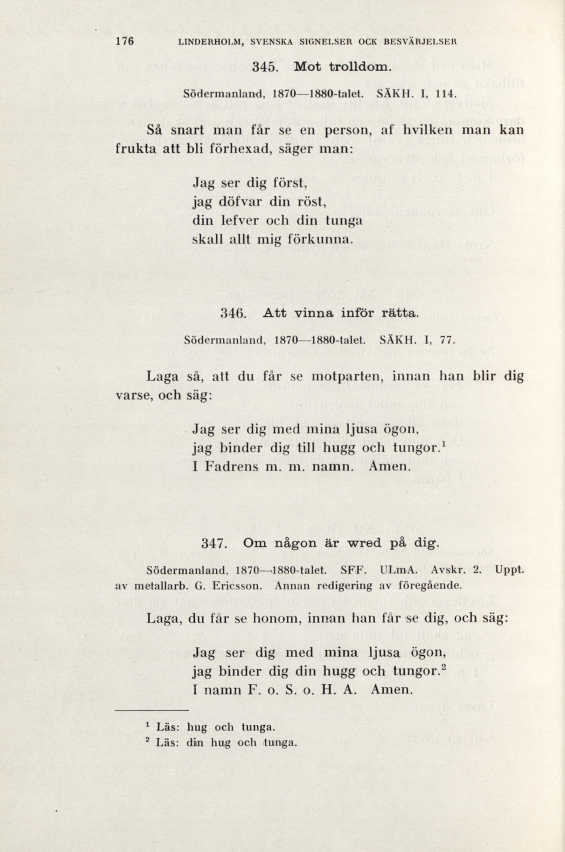 176 LINDERHOLM, SVENSKA SIGNELSER OCK BESVÄRJELSER
345. Mot trolldom.
Södermanland, 1870—1880-talet. SÄKH. I, 114.
Så snart man får se en person, af hvilken man kan
frukta att bli förhexad, säger man:
Jag ser dig först,
jag döfvar din röst,
din lefver och din tunga
skall allt mig förkunna.
346. Att vinna inför rätta.
Södermanland, 1870—1880-talet. SÄKH. I, 77.
Laga så, att du får se motparten, innan han blir dig
varse, och säg:
Jag ser dig med mina ljusa ögon,
jag binder dig till hugg och tungor.¹
I Fadrens m. m. namn. Amen.
347. Om någon är wred på dig.
Södermanland, 1870—1880-talet. SFF. ULmA. Avskr. 2. Uppt.
av metallarb. G. Ericsson. Annan redigering av föregående.
Laga, du får se honom, innan han får se dig, och säg:
Jag ser dig med mina ljusa ögon,
jag binder dig din hugg och tungor.²
I namn F. o. S. o. H. A. Amen.
¹ Läs: hug och tunga.
² Läs: din hug och tunga.